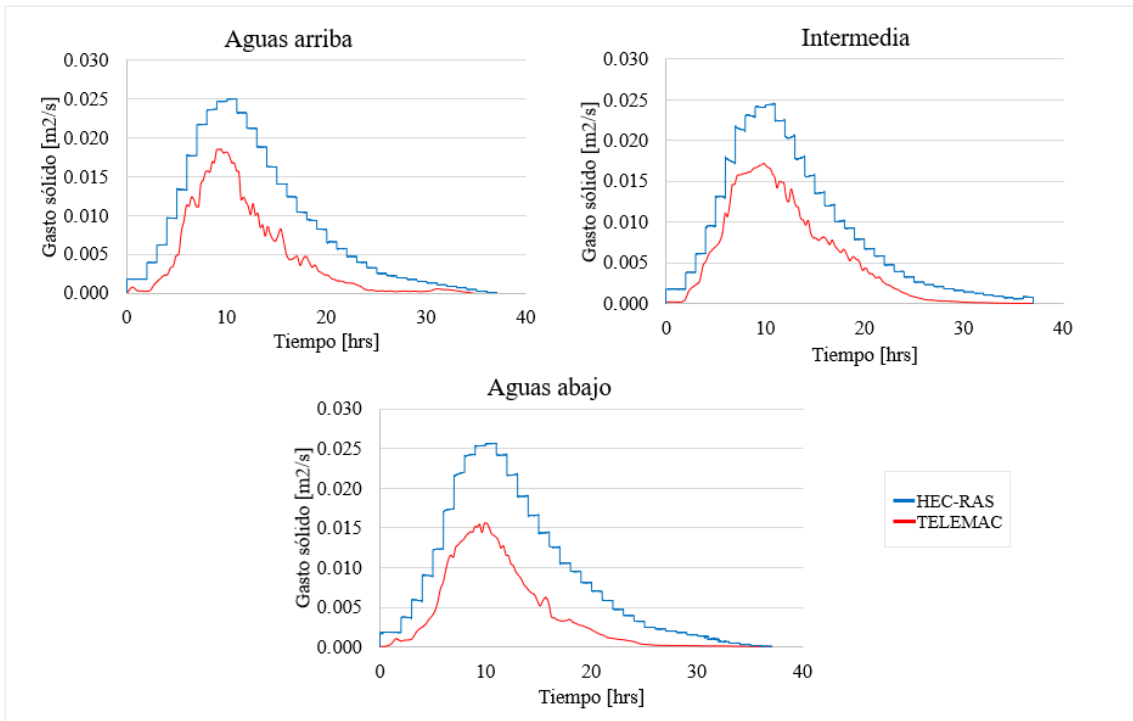 Aguas arriba
0.030
0.025
0.020
0.015
0.010
0.005
0.000
Gasto sólido [m2/s]
0 10 20 30 40
Tiempo [hrs]
Intermedia
0.030
0.025
0.020
0.015
0.010
0.005
0.000
Gasto sólido [m2/s]
0 10 20 30 40
Tiempo [hrs]
Aguas abajo
0.030
0.025
0.020
0.015
0.010
0.005
0.000
Gasto sólido [m2/s]
0 10 20 30 40
Tiempo [hrs]
HEC-RAS
TELEMAC